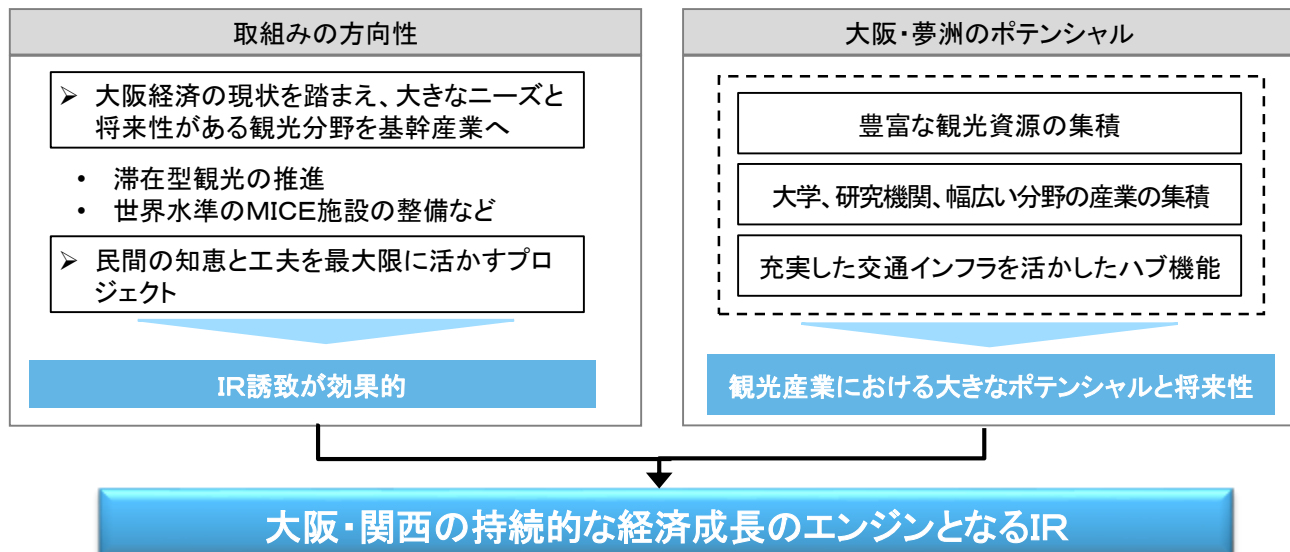 取組みの方向性
➢ 大阪経済の現状を踏まえ、大きなニーズと
将来性がある観光分野を基幹産業へ
• 滞在型観光の推進
• 世界水準のMICE施設の整備など
➢ 民間の知恵と工夫を最大限に活かすプロ
ジェクト
IR誘致が効果的
大阪・夢洲のポテンシャル
豊富な観光資源の集積
大学、研究機関、幅広い分野の産業の集積
充実した交通インフラを活かしたハブ機能
観光産業における大きなポテンシャルと将来性
大阪・関西の持続的な経済成長のエンジンとなるIR